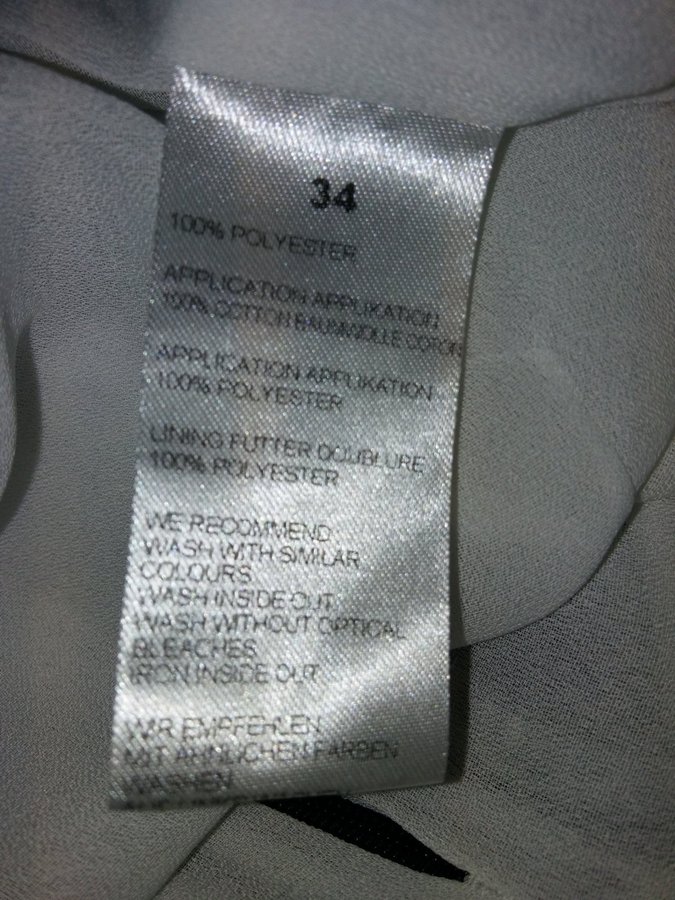 34
100% POLYESTER
APPLICATION APPLIKATION
100% COTTON BAUMWOLLE COTON
APPLICATION APPLIKATION
100% POLYESTER
LINING FUTTER DOUBLURE
100% POLYESTER
WE RECOMMEND
WASH WITH SIMILAR
COLOURS
WASH INSIDE OUT
WASH WITHOUT OPTICAL
BLEACHES
IRON INSIDE OUT
WIR EMPFEHLEN
MIT ÄHNLICHEN FARBEN
WASHEN